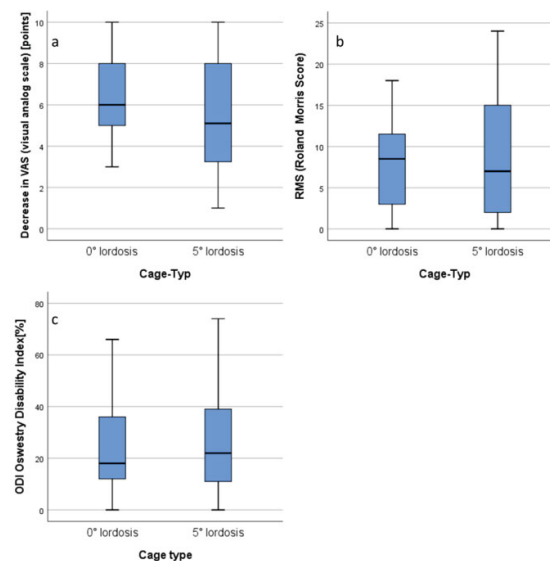 a
Decrease in VAS (visual analog scale) [points]
10
8
6
4
2
0
0° lordosis 5° lordosis
Cage-Typ
b
RMS (Roland Morris Score)
25
20
15
10
5
0
0° lordosis 5° lordosis
Cage-Typ
c
ODI Oswestry Disability Index[%]
80
60
40
20
0
0° lordosis 5° lordosis
Cage type